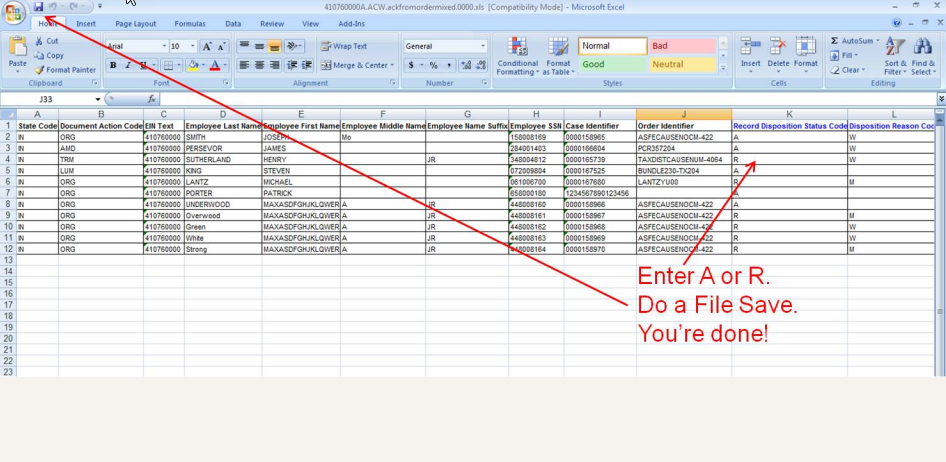 410760000A.ACW.ackfromordermixed.0000.xls [Compatibility Mode] - Microsoft Excel
Home Insert Page Layout Formulas Data Review View Add-Ins
Cut Arial 10 Wrap Text General Normal Bad AutoSum
Paste Copy Conditional Formatting Format as Table Good Neutral Insert Delete Format Fill Sort & Filter Find & Select
Format Painter B I U Merge & Center $ % , Clear
Clipboard Font Alignment Number Styles Cells Editing
J33 fx
A B C D E F G H I J K L
1 State Code Document Action Code EIN Text Employee Last Name Employee First Name Employee Middle Name Employee Name Suffix Employee SSN Case Identifier Order Identifier Record Disposition Status Code Disposition Reason Coc
2 IN ORG 410760000 SMITH JOSEPH Mo 158008169 0000158965 ASFECAUSENOCM-422 A W
3 IN AMD 410760000 PERSEVOR JAMES 284001403 0000166604 PCR357204 A W
4 IN TRM 410760000 SUTHERLAND HENRY JR 348004812 0000165739 TAXDISTCAUSENUM-4064 R W
5 IN LUM 410760000 KING STEVEN 072009804 0000167525 BUNDLE230-TX204 A
6 IN ORG 410760000 LANTZ MICHAEL 061006700 0000167680 LANTZYU00 R M
7 IN ORG 410760000 PORTER PATRICK 658000180 1234567890123456 A
8 IN ORG 410760000 UNDERWOOD MAXASDFGHJKLQWER A JR 448008160 0000158966 ASFECAUSENOCM-422 A
9 IN ORG 410760000 Overwood MAXASDFGHJKLQWER A JR 448008161 0000158967 ASFECAUSENOCM-422 R M
10 IN ORG 410760000 Green MAXASDFGHJKLQWER A JR 448008162 0000158968 ASFECAUSENOCM-422 R W
11 IN ORG 410760000 White MAXASDFGHJKLQWER A JR 448008163 0000158969 ASFECAUSENOCM-422 R W
12 IN ORG 410760000 Strong MAXASDFGHJKLQWER A JR 448008164 0000158970 ASFECAUSENOCM-422 R M
13
14
15
16
17
18
19
20
21
22
23
Enter A or R.
Do a File Save.
You're done!